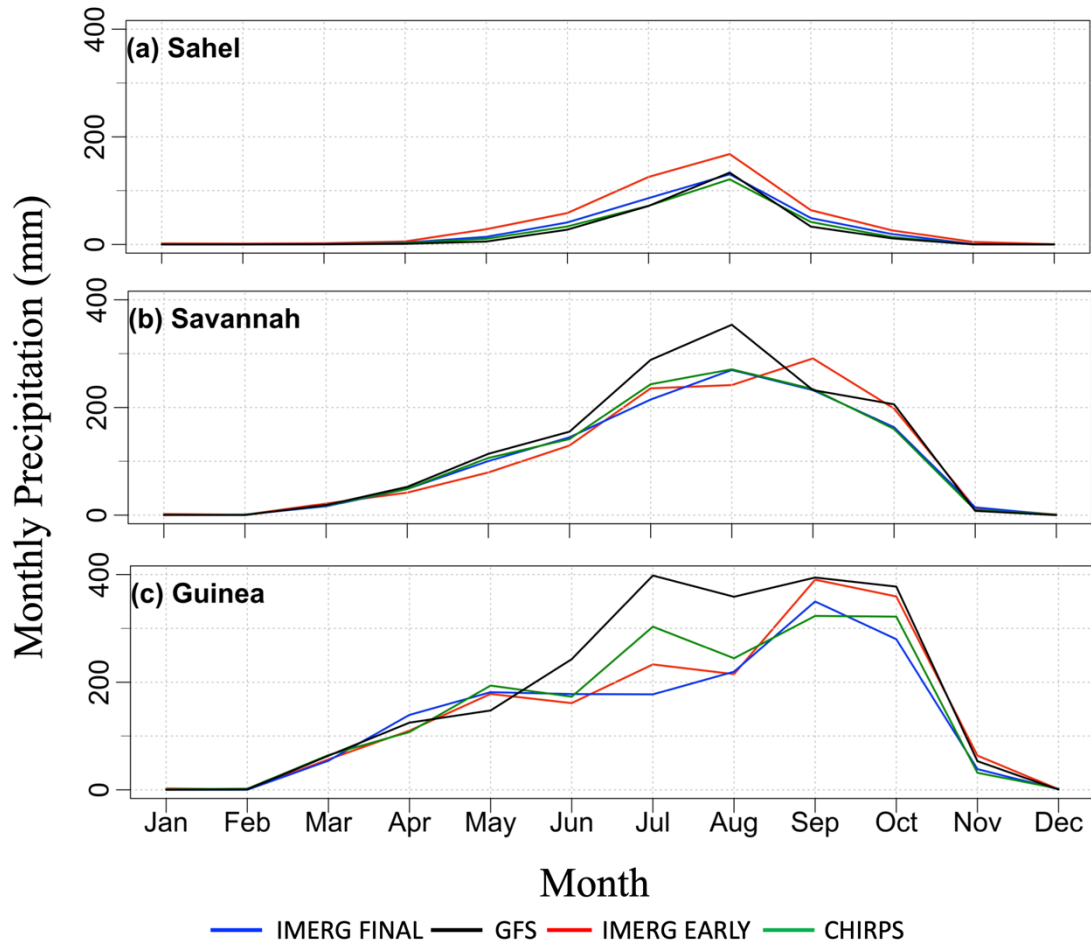 400
(a) Sahel
200
0
400
(b) Savannah
200
0
400
(c) Guinea
200
0
Monthly Precipitation (mm)
Jan Feb Mar Apr May Jun Jul Aug Sep Oct Nov Dec
Month
IMERG FINAL GFS IMERG EARLY CHIRPS